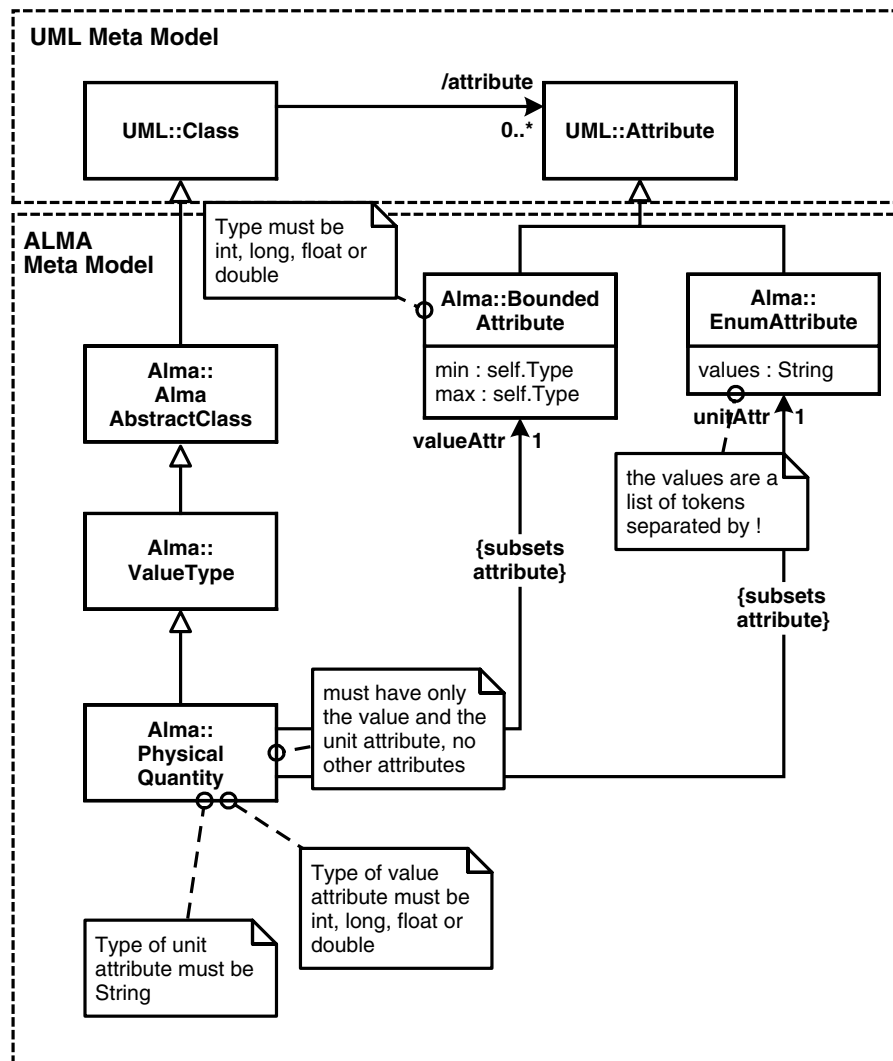 UML Meta Model
UML::Class
/attribute
0..*
UML::Attribute
ALMA
Meta Model
Type must be
int, long, float or
double
Alma::Bounded
Attribute
min : self.Type
max : self.Type
Alma::
EnumAttribute
values : String
Alma::
Alma
AbstractClass
valueAttr 1
unitAttr 1
the values are a
list of tokens
separated by !
Alma::
ValueType
{subsets
attribute}
{subsets
attribute}
Alma::
Physical
Quantity
must have only
the value and the
unit attribute, no
other attributes
Type of value
attribute must be
int, long, float or
double
Type of unit
attribute must be
String